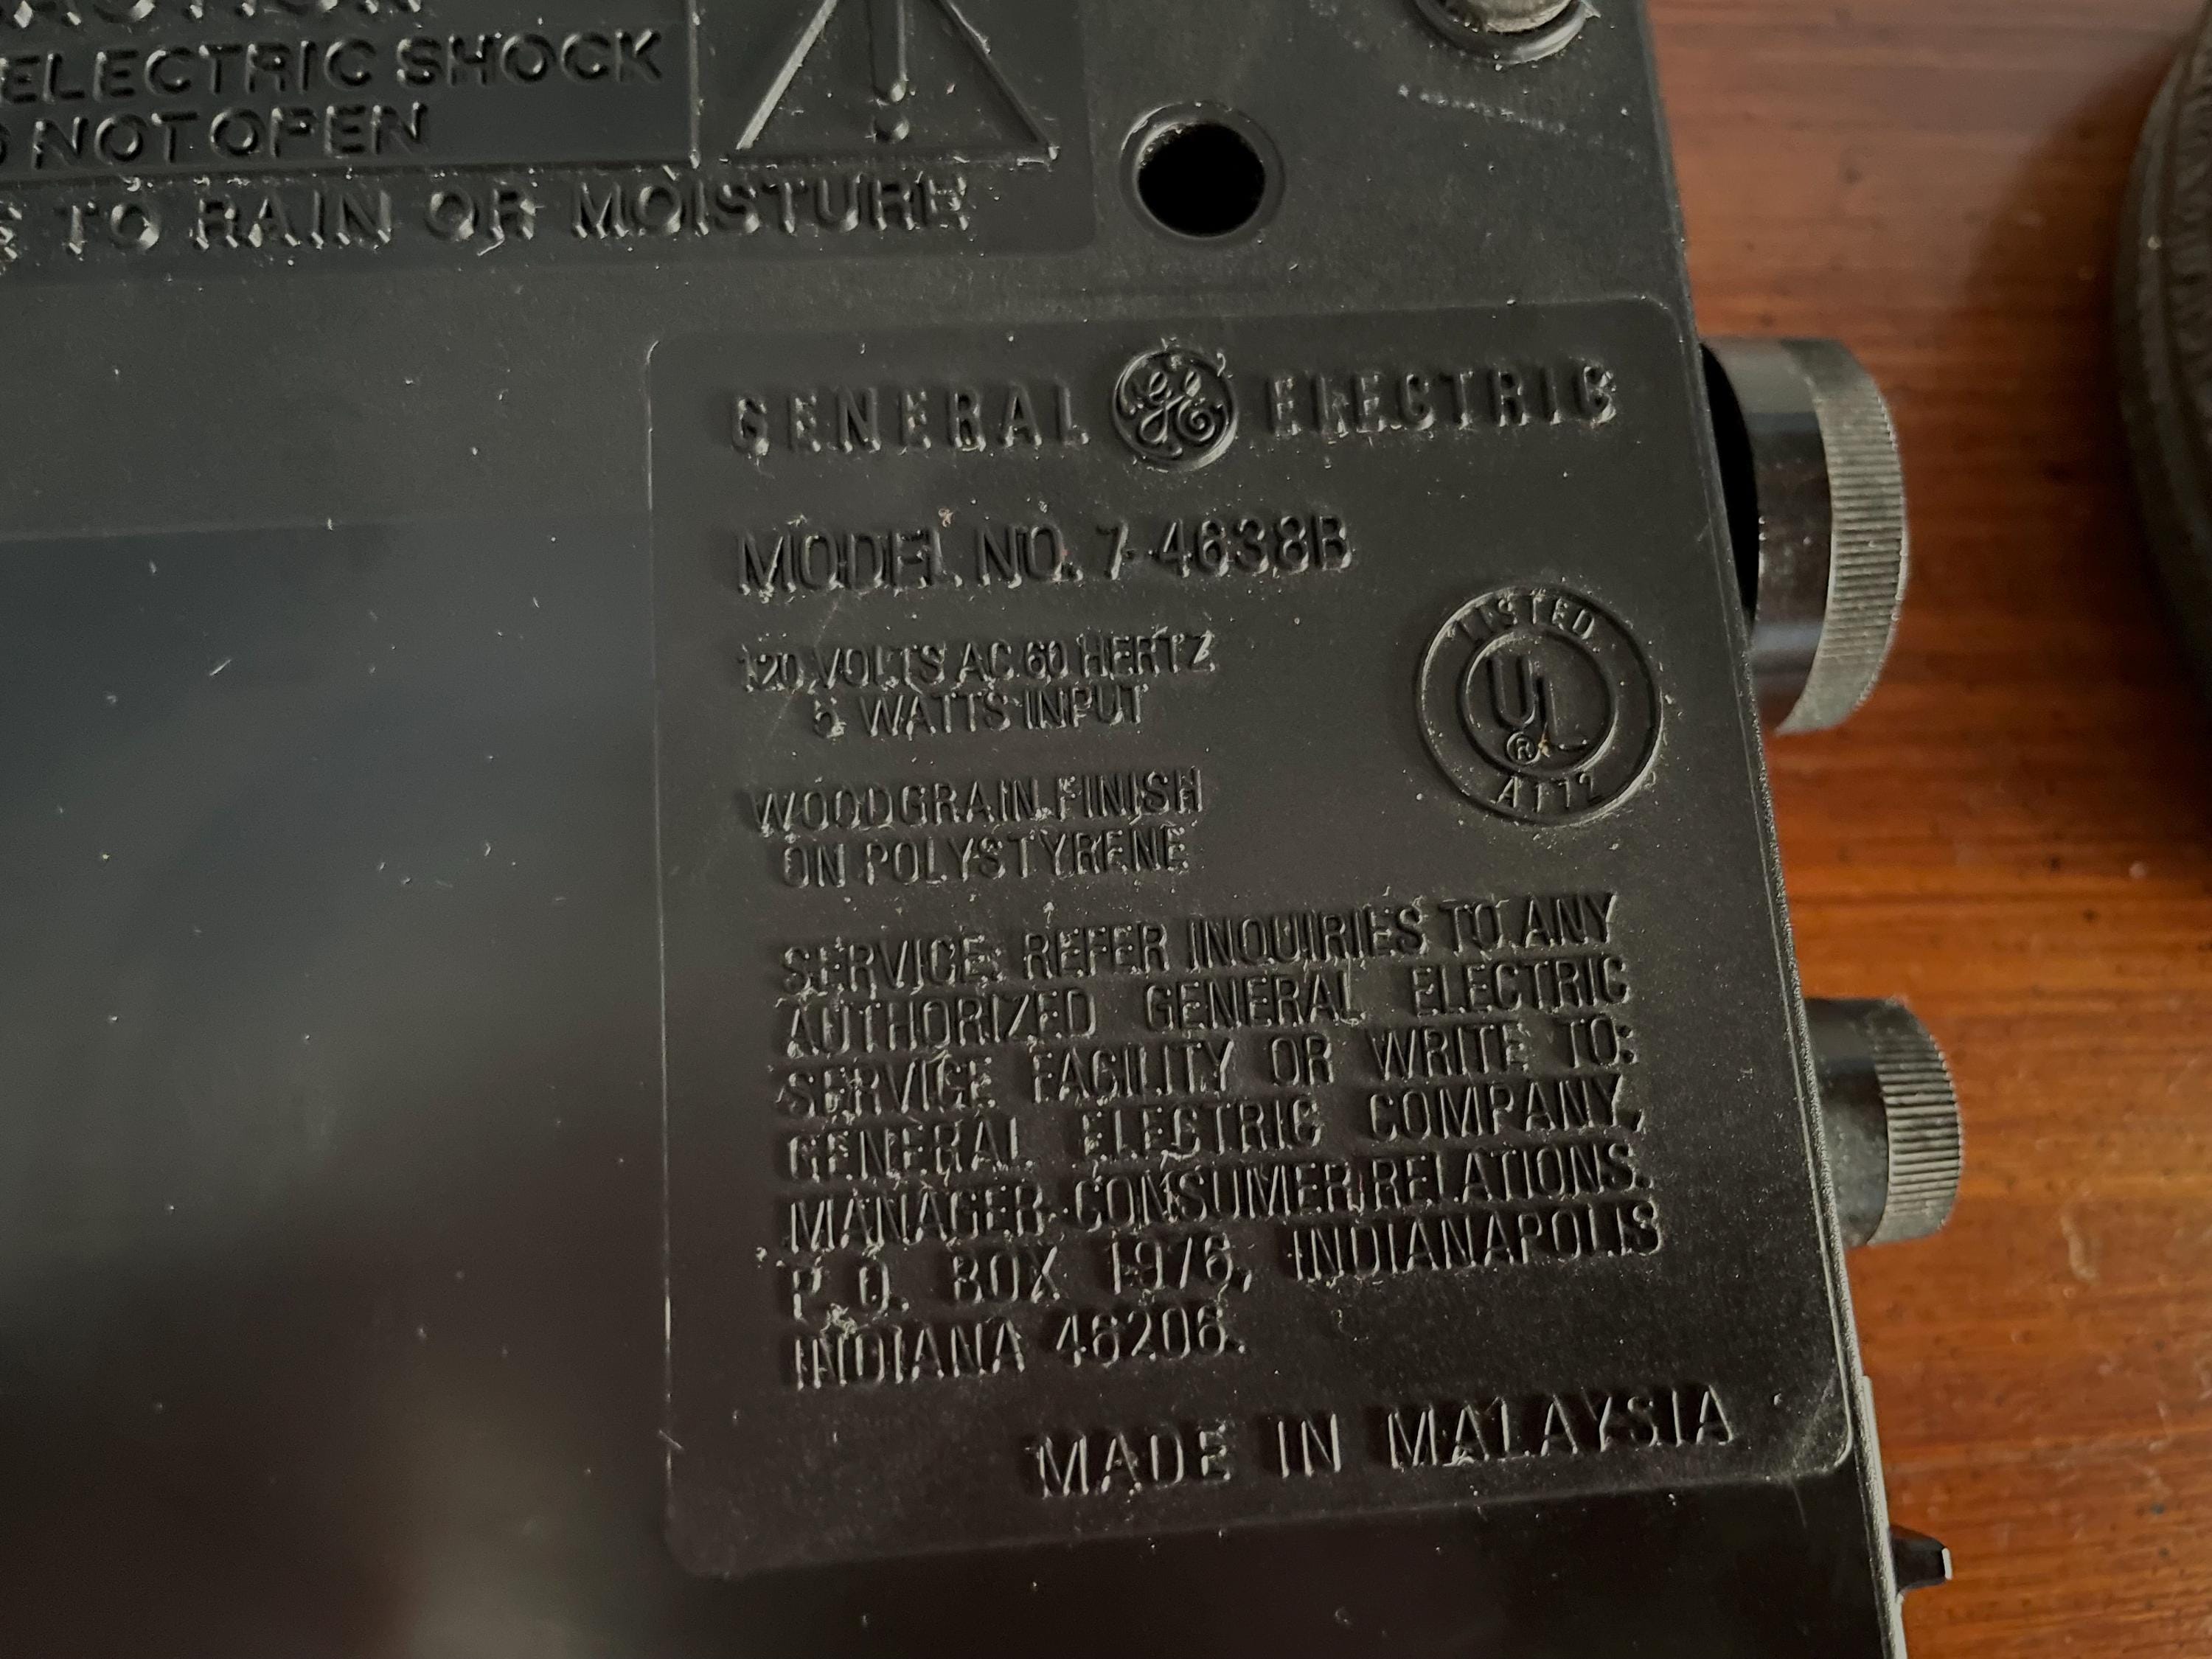 ELECTRIC SHOCK
NOT OPEN
TO RAIN OR MOISTURE
GENERAL GE ELECTRIC
MODEL NO. 7-4638B
120 VOLTS AC 60 HERTZ
5 WATTS INPUT
LISTED
UL
®
WOODGRAIN FINISH
ON POLYSTYRENE
SERVICE: REFER INQUIRIES TO ANY
AUTHORIZED GENERAL ELECTRIC
SERVICE FACILITY OR WRITE TO:
GENERAL ELECTRIC COMPANY,
MANAGER-CONSUMER RELATIONS.
P.O. BOX 1976, INDIANAPOLIS
INDIANA 46206.
MADE IN MALAYSIA